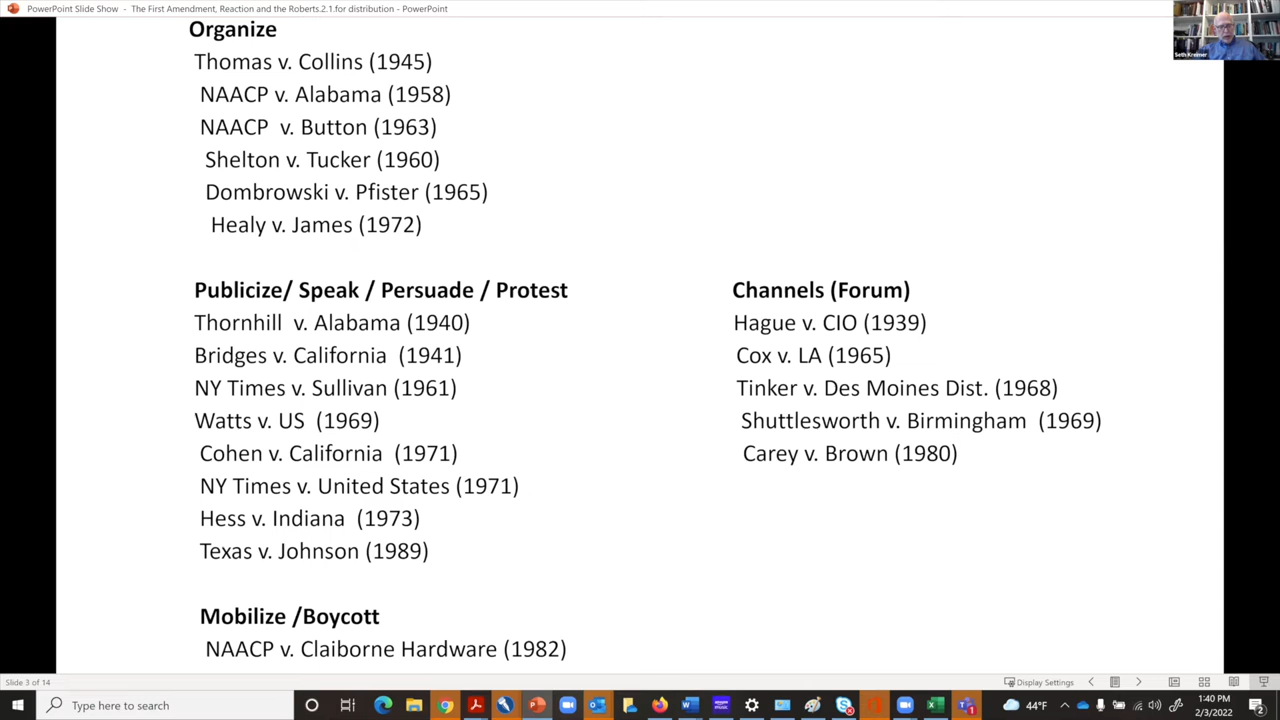 PowerPoint Slide Show - The First Amendment, Reaction and the Roberts.2.1.for distribution - PowerPoint
Seth Kreimer
Organize
Thomas v. Collins (1945)
NAACP v. Alabama (1958)
NAACP v. Button (1963)
Shelton v. Tucker (1960)
Dombrowski v. Pfister (1965)
Healy v. James (1972)
Publicize/ Speak / Persuade / Protest
Thornhill v. Alabama (1940)
Bridges v. California (1941)
NY Times v. Sullivan (1961)
Watts v. US (1969)
Cohen v. California (1971)
NY Times v. United States (1971)
Hess v. Indiana (1973)
Texas v. Johnson (1989)
Channels (Forum)
Hague v. CIO (1939)
Cox v. LA (1965)
Tinker v. Des Moines Dist. (1968)
Shuttlesworth v. Birmingham (1969)
Carey v. Brown (1980)
Mobilize /Boycott
NAACP v. Claiborne Hardware (1982)
Slide 3 of 14
Display Settings
Type here to search
44°F
1:40 PM
2/3/2022
2